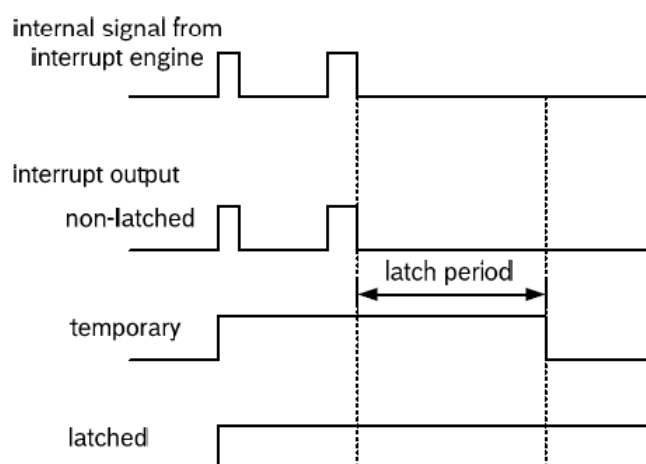 internal signal from
interrupt engine
interrupt output
non-latched
latch period
temporary
latched